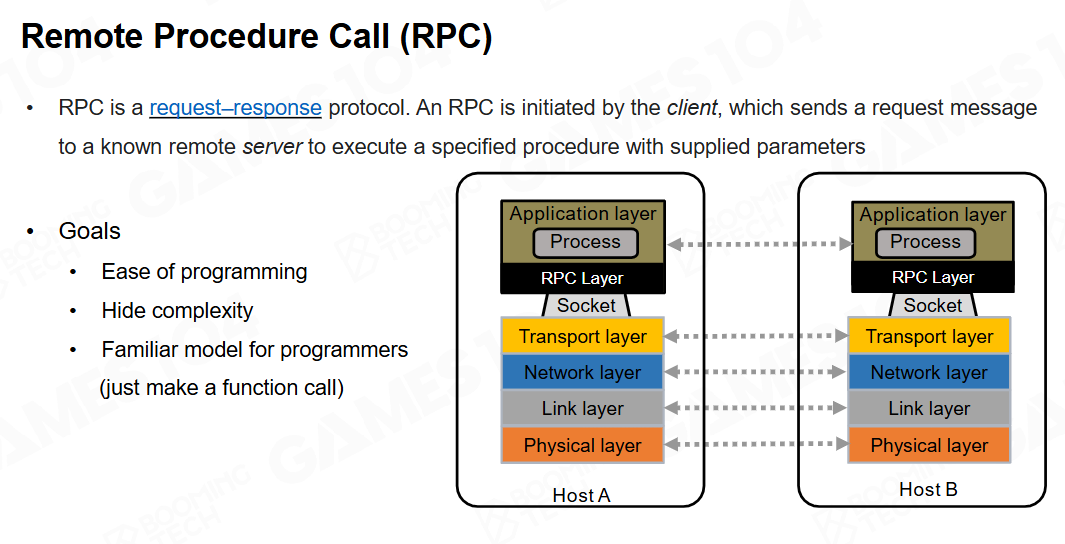 Remote Procedure Call (RPC)
• RPC is a request–response protocol. An RPC is initiated by the client, which sends a request message
to a known remote server to execute a specified procedure with supplied parameters
• Goals
• Ease of programming
• Hide complexity
• Familiar model for programmers
(just make a function call)
Application layer
Process
RPC Layer
Socket
Transport layer
Network layer
Link layer
Physical layer
Host A
Application layer
Process
RPC Layer
Socket
Transport layer
Network layer
Link layer
Physical layer
Host B
GAMES104
BOOMING
TECH